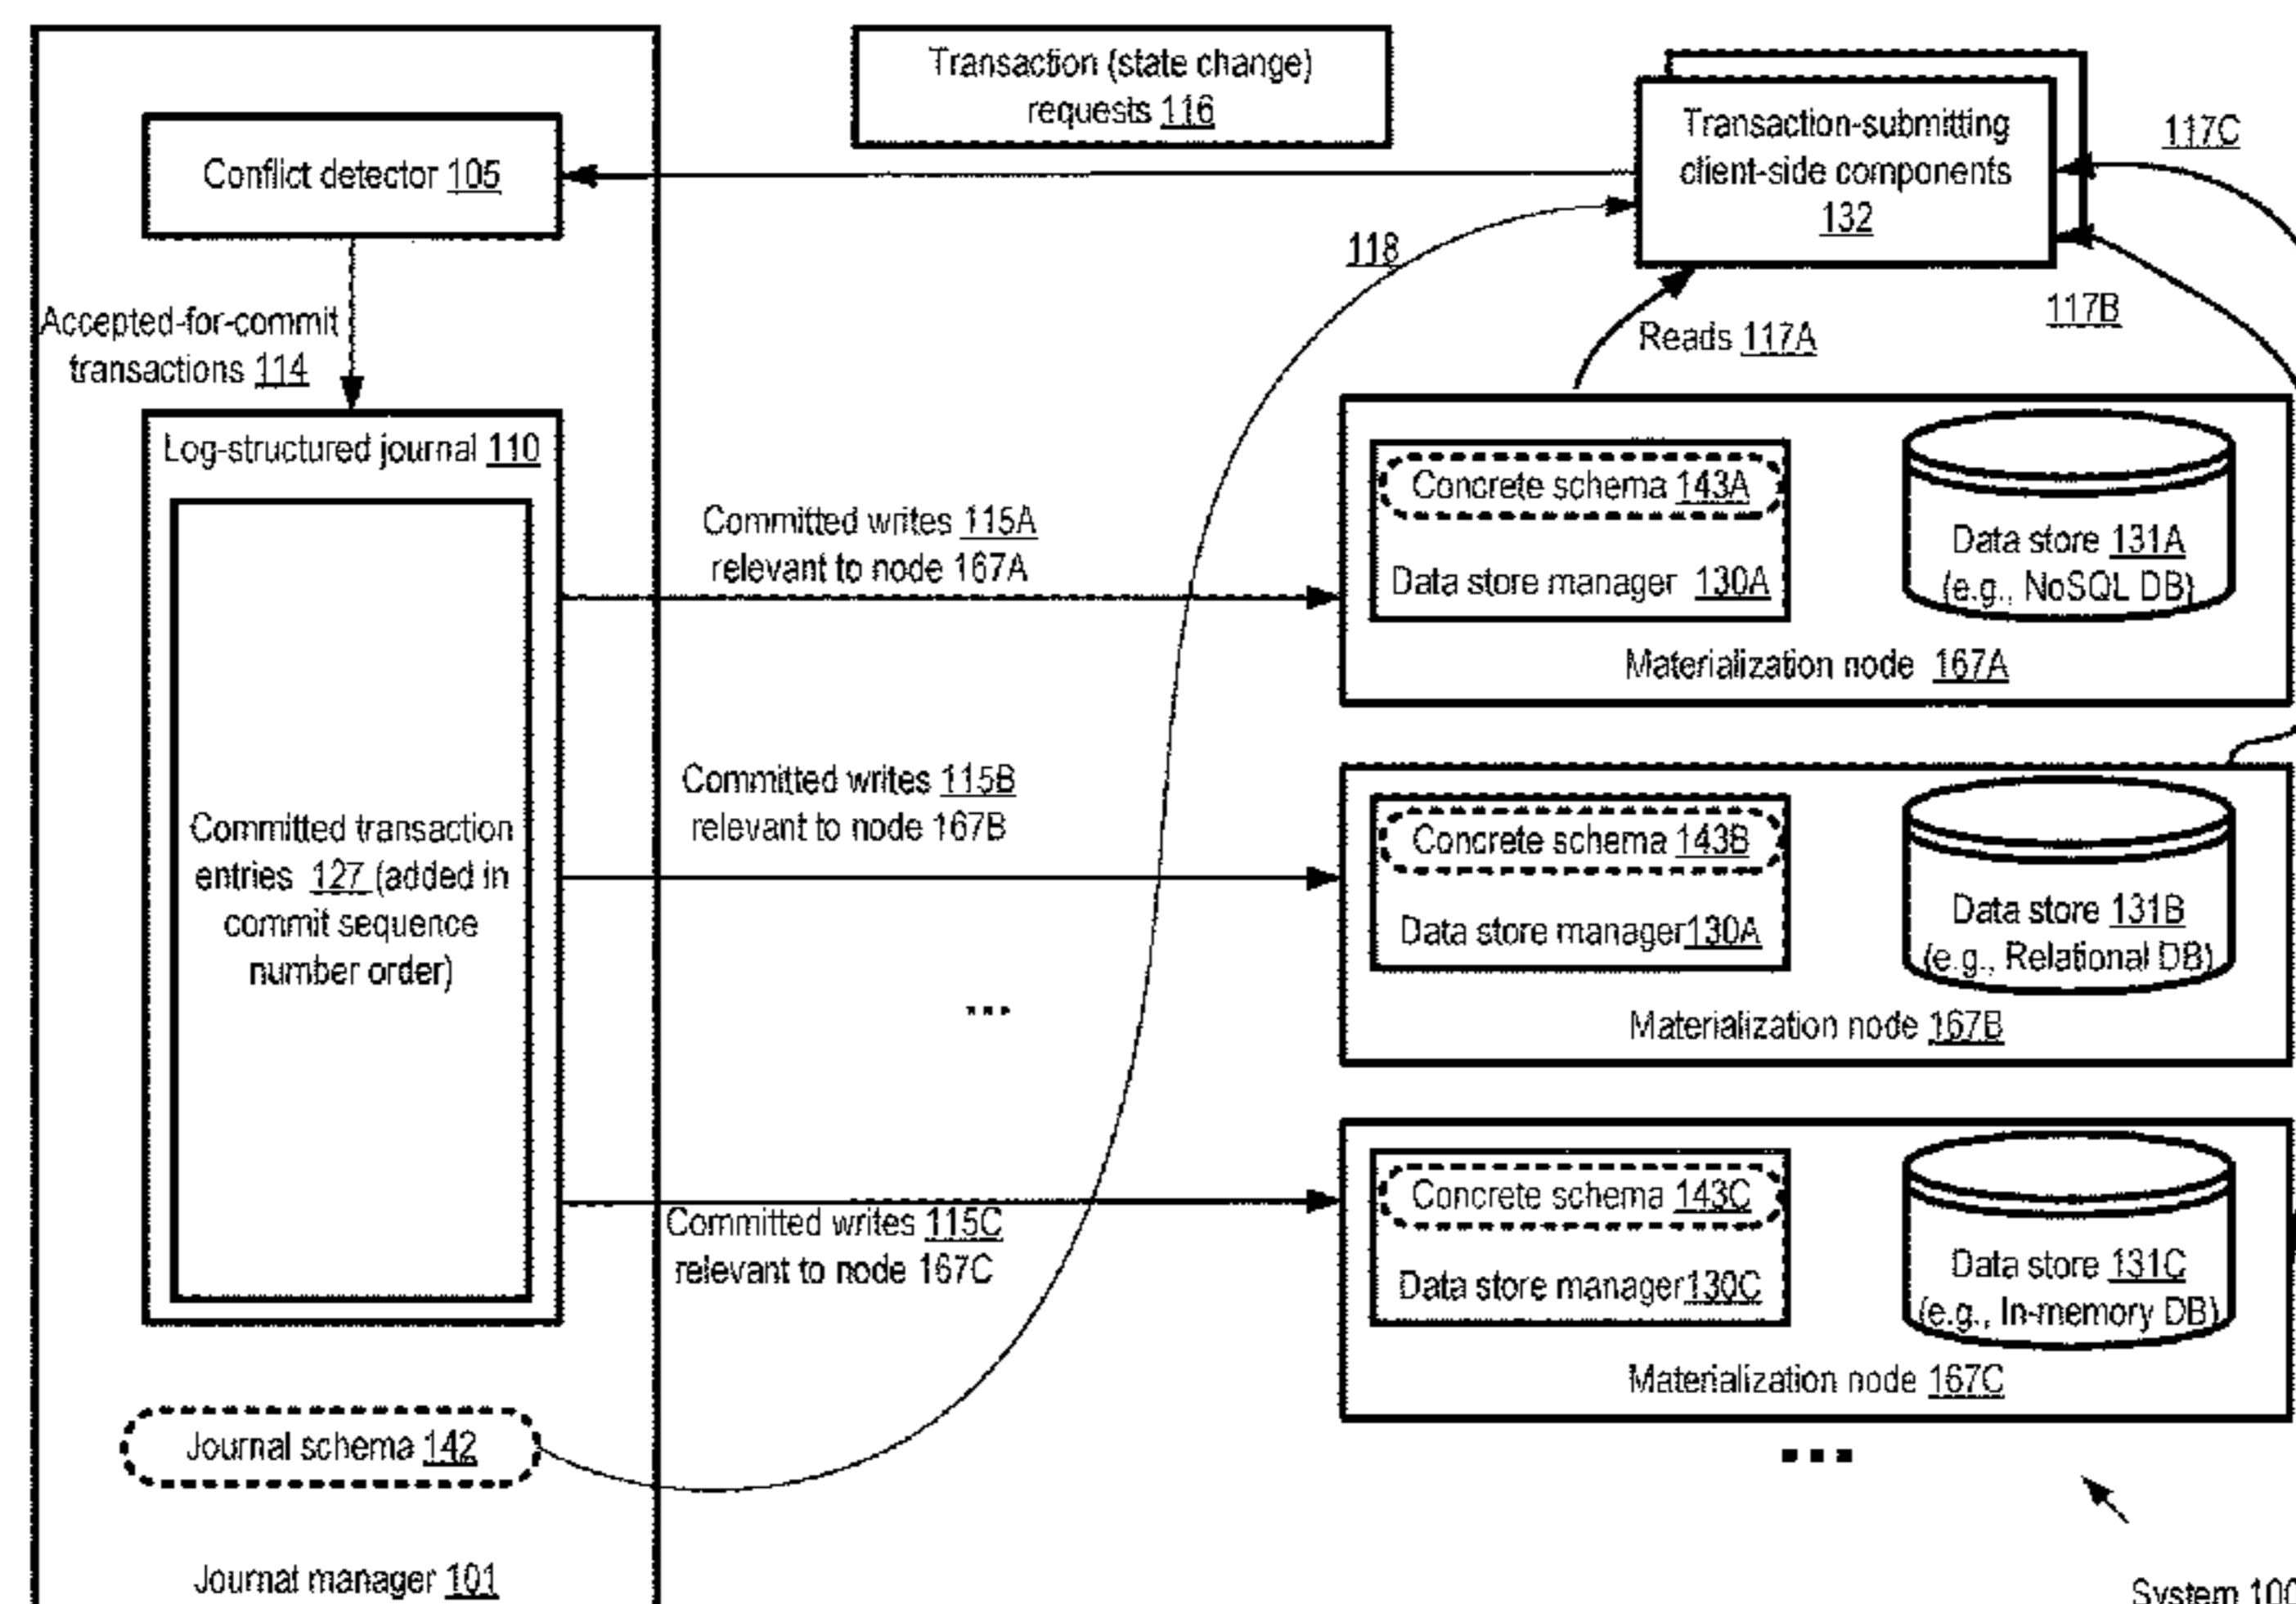 Transaction (state change)
requests 116
Transaction-submitting
client-side components
132
117C
Conflict detector 105
118
117B
Reads 117A
Accepted-for-commit
transactions 114
Log-structured journal 110
Committed transaction
entries 127 (added in
commit sequence
number order)
Committed writes 115A
relevant to node 167A
Concrete schema 143A
Data store manager 130A
Data store 131A
(e.g., NoSQL DB)
Materialization node 167A
Committed writes 115B
relevant to node 167B
...
Concrete schema 143B
Data store manager130A
Data store 131B
(e.g., Relational DB)
Materialization node 167B
Committed writes 115C
relevant to node 167C
Concrete schema 143C
Data store manager130C
Data store 131C
(e.g., In-memory DB)
Materialization node 167C
...
Journal schema 142
Journal manager 101
System 100